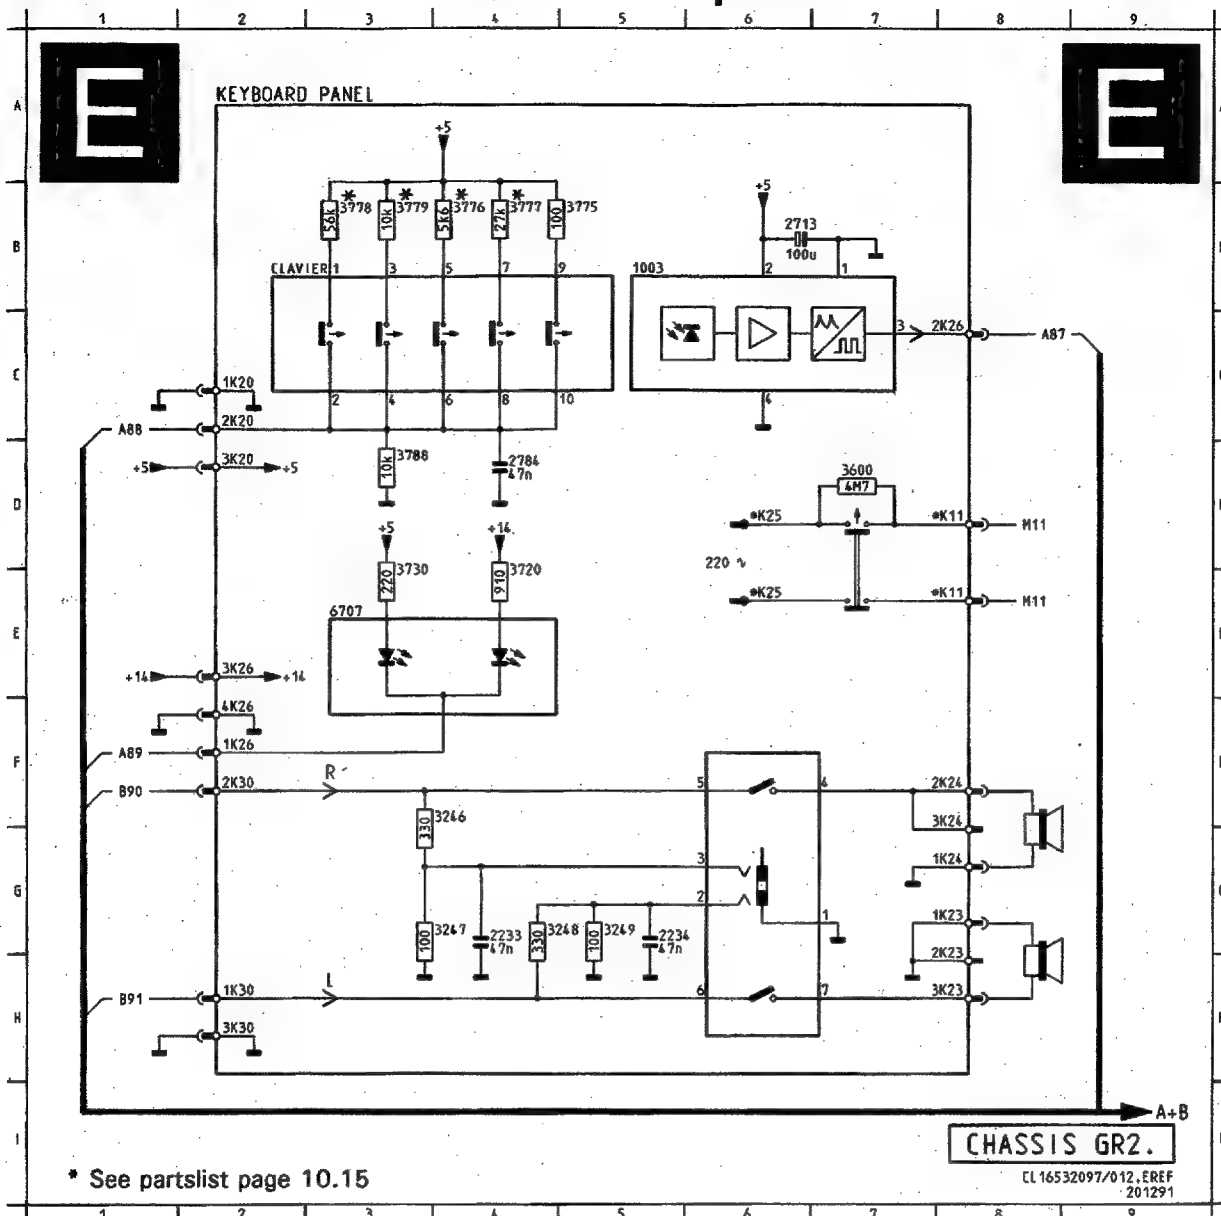 1 2 3 4 5 6 7 8 9
E
E
A
KEYBOARD PANEL
+5
* * * *
3778 3779 3776 3777 3775
56k 10k 5k6 27k 100
+5
2713
100u
B
CLAVIER 1 3 5 7 9
1003 2 1
3 2K26 A87
C
1K20
2 4 6 8 10
4
A88 2K20
+5 3K20 +5
3788
10k
2784
47n
3600
4M7
D
*K25 *K11 M11
+5 +14
220 ~
3730 3720
220 910
*K25 *K11 M11
6707
E
+14 3K26 +14
4K26
A89 1K26
F
B90 2K30 R
5 4 2K24
3246
330
3K24
3 1K24
G
2
1 1K23
3247
100
2233
47n
3248
330
3249
100
2234
47n
2K23
B91 1K30 L
6 7 3K23
H
3K30
A+B
I
CHASSIS GR2.
* See partslist page 10.15
CL16532097/012.EREF
201291
1 2 3 4 5 6 7 8 9